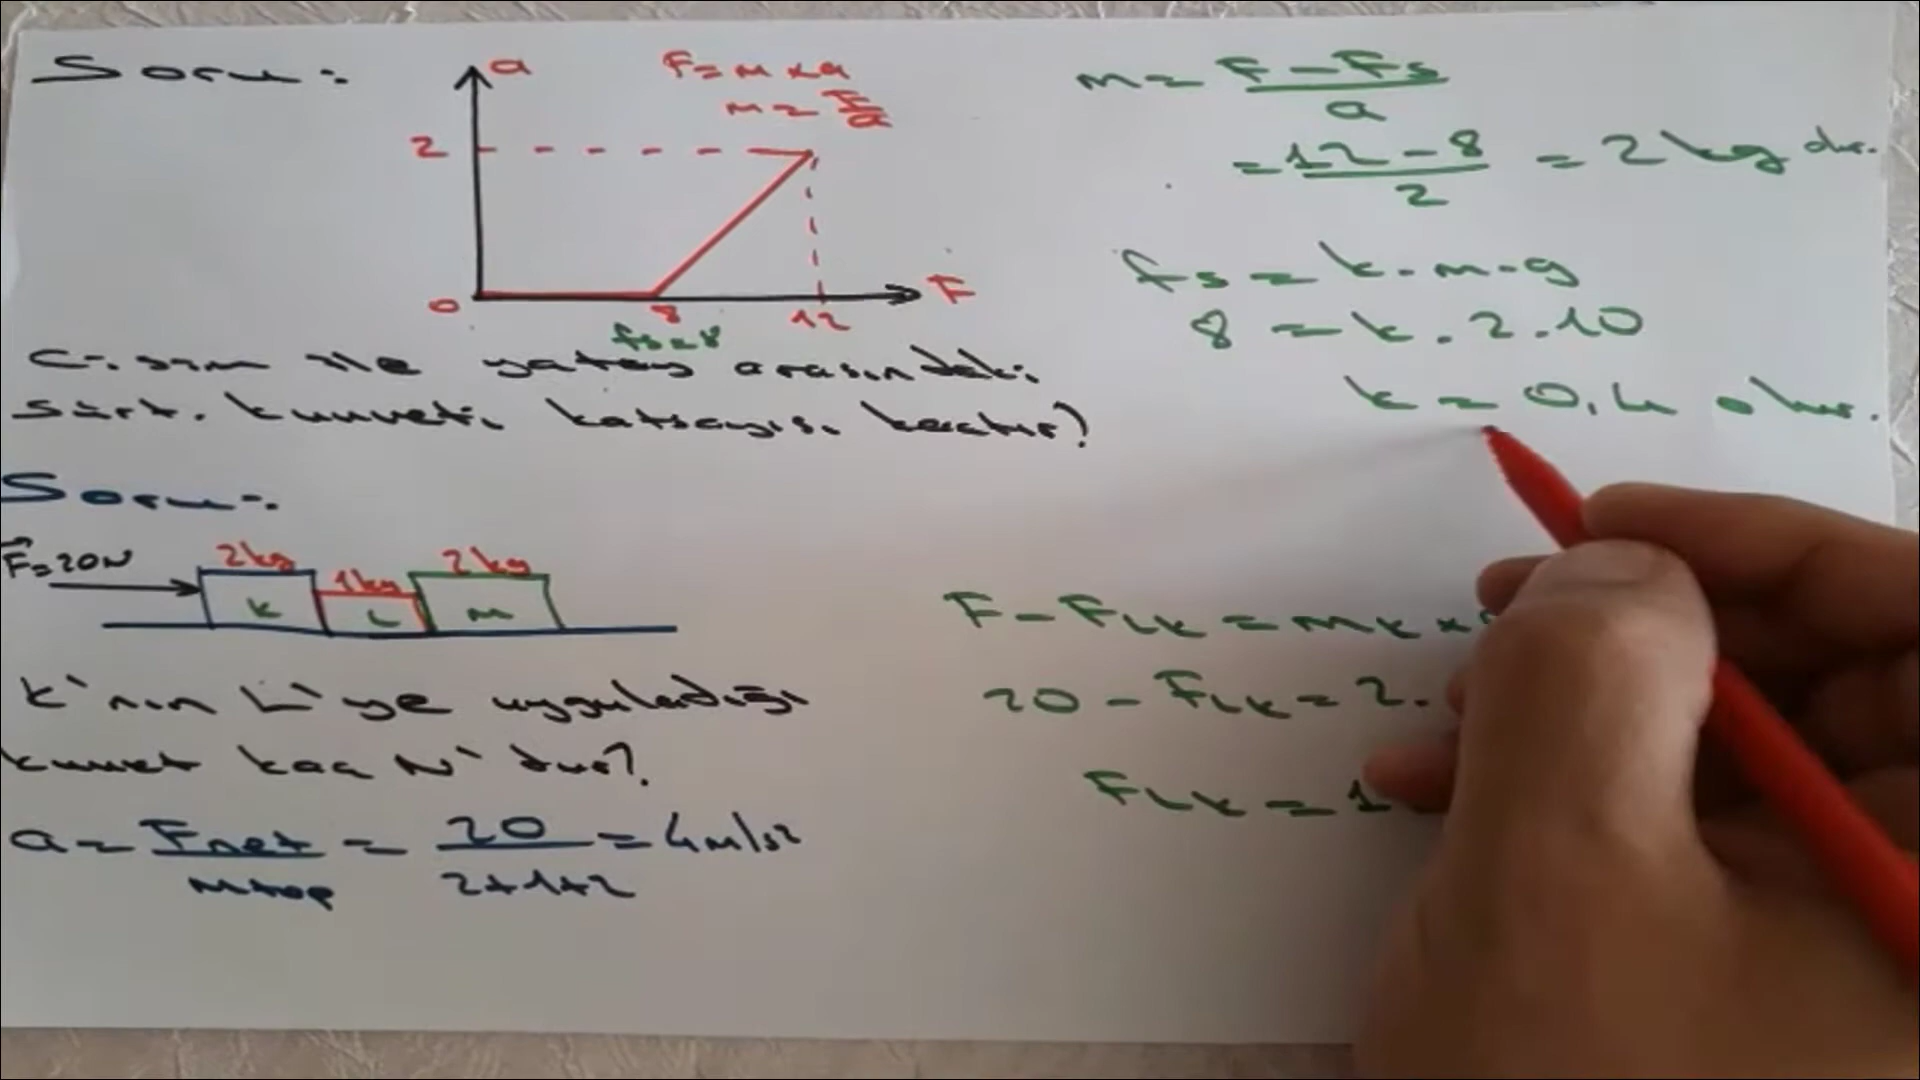 Soru:
a
F=m×a
m=F/a
2
0
8
12
F
fs=8
Cisim ile yatay arasındaki
sürt. kuvveti katsayısı kaçtır?
m=F-Fs/a
=12-8/2=2kg dır.
fs=k.m.g
8=k.2.10
k=0,4 olur.
Soru:
F=20N
2kg
1kg
2kg
K
L
M
K'nın L'ye uyguladığı
kuvvet kaç N'dur?
a=Fnet/mtop=20/2+1+2=4m/s2
F-FLK=mK×
20-FLK=2.
FLK=1